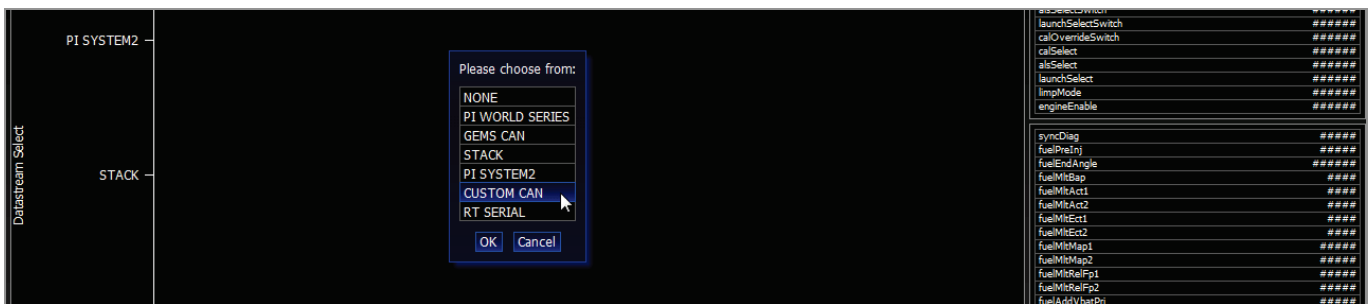 PI SYSTEM2
STACK
Datastream Select
Please choose from:
NONE
PI WORLD SERIES
GEMS CAN
STACK
PI SYSTEM2
CUSTOM CAN
RT SERIAL
OK Cancel
alsSelectSwitch ######
launchSelectSwitch ######
calOverrideSwitch ######
calSelect ######
alsSelect ######
launchSelect ######
limpMode ######
engineEnable ######
syncDiag #####
fuelPreInj #####
fuelEndAngle ######
fuelMltBap ####
fuelMltAct1 ####
fuelMltAct2 ####
fuelMltEct1 ####
fuelMltEct2 ####
fuelMltMap1 #####
fuelMltMap2 #####
fuelMltRelFp1 #####
fuelMltRelFp2 #####
fuelAddVbatPri #####